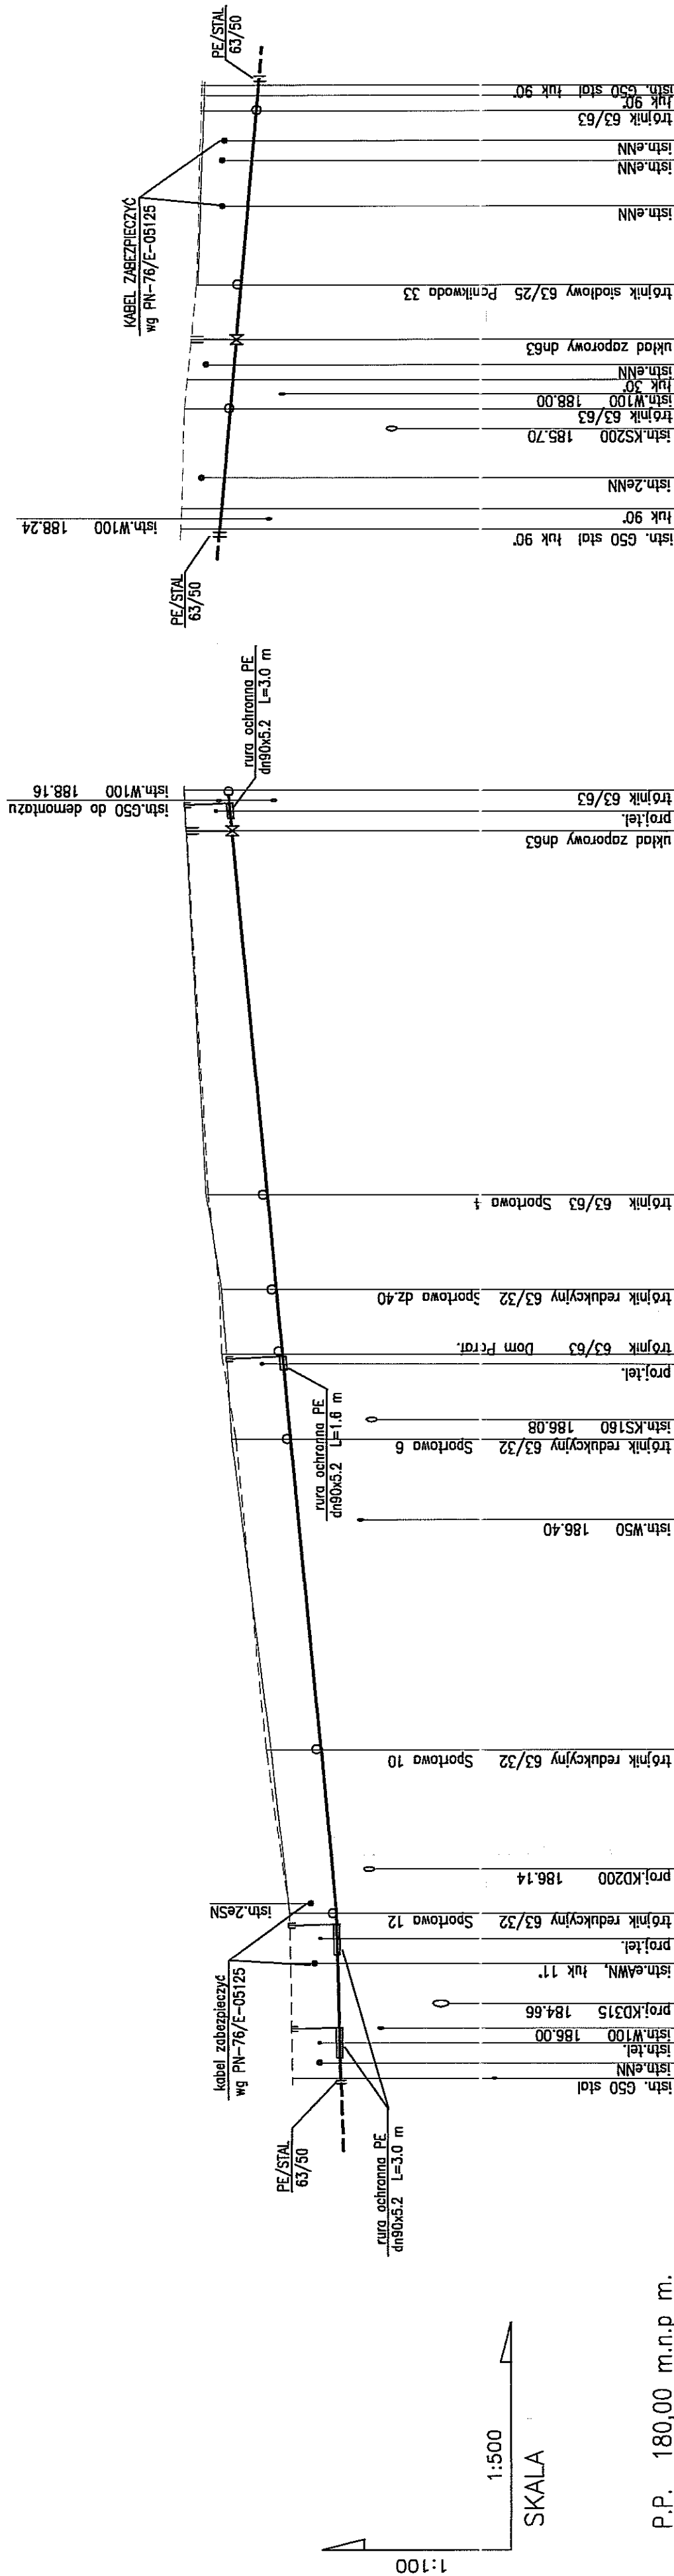 1:100
1:500
SKALA
P.P. 180,00 m.n.p m.
PE/STAL
63/50
rura ochronna PE
dn90x5.2 L=3.0 m
kabel zabezpieczyć
wg PN-76/E-05125
istn. G50 stal
istn.eNN
istn.tel.
istn.W100 186.00
proj.KD315 184.66
istn.eAWN, łuk 11°
proj.tel.
trójnik redukcyjny 63/32 Sportowa 12
istn.2eSN
proj.KD200 186.14
trójnik redukcyjny 63/32 Sportowa 10
istn.W50 186.40
trójnik redukcyjny 63/32 Sportowa 6
istn.KS160 186.08
rura ochronna PE
dn90x5.2 L=1.6 m
proj.tel.
trójnik 63/63 Dom
trójnik redukcyjny 63/32 Sportowa dz.40
trójnik 63/63 Sportowa
układ zaporowy dn63
proj.tel.
trójnik 63/63
istn.G50 do demontażu
istn.W100 188.16
rura ochronna PE
dn90x5.2 L=3.0 m
PE/STAL
63/50
istn. G50 stal łuk 90°
łuk 90°
istn.W100 188.24
istn.2eNN
istn.KS200 185.70
trójnik 63/63
istn.W100 188.00
łuk 30°
istn.eNN
układ zaporowy dn63
trójnik siodłowy 63/25 Ponikwoda 33
istn.eNN
istn.eNN
istn.eNN
KABEL ZABEZPIECZYĆ
wg PN-76/E-05125
trójnik 63/63
łuk 90°
istn. G50 stal łuk 90°
PE/STAL
63/50